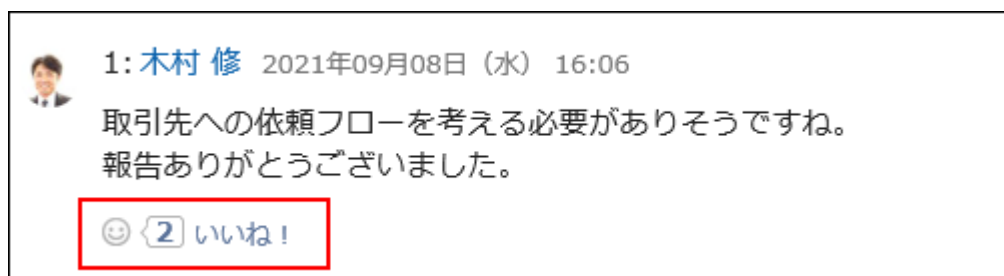 1: 木村 修 2021年09月08日（水） 16:06
取引先への依頼フローを考える必要がありそうですね。
報告ありがとうございました。
2 いいね！